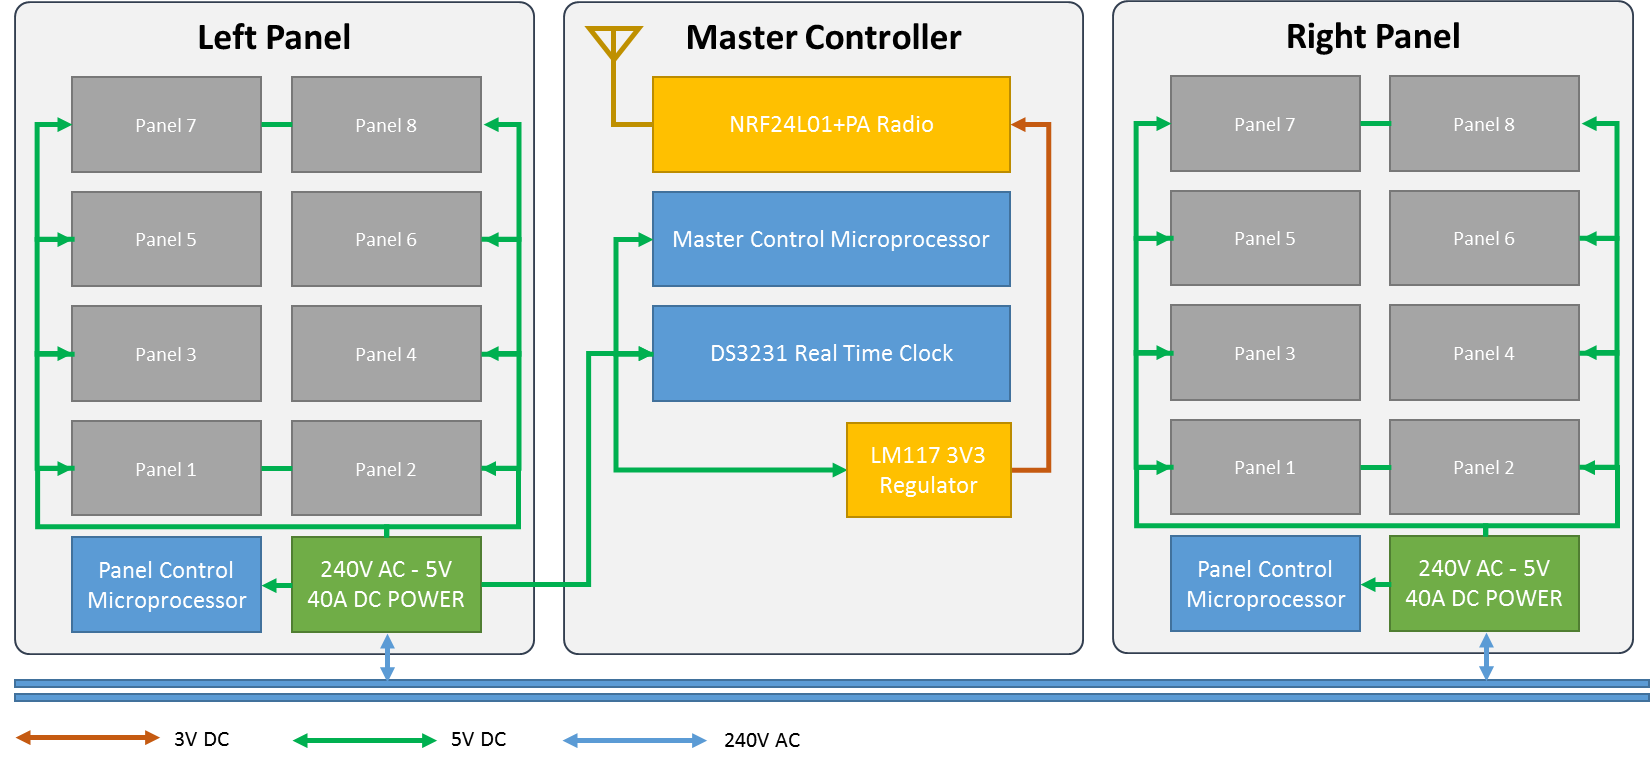 Left Panel
Panel 7
Panel 8
Panel 5
Panel 6
Panel 3
Panel 4
Panel 1
Panel 2
Panel Control
Microprocessor
240V AC - 5V
40A DC POWER
Master Controller
NRF24L01+PA Radio
Master Control Microprocessor
DS3231 Real Time Clock
LM117 3V3
Regulator
Right Panel
Panel 7
Panel 8
Panel 5
Panel 6
Panel 3
Panel 4
Panel 1
Panel 2
Panel Control
Microprocessor
240V AC - 5V
40A DC POWER
3V DC
5V DC
240V AC